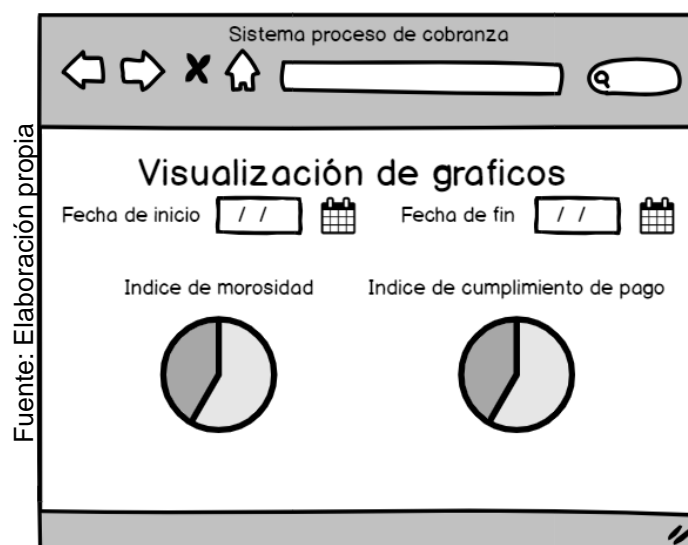 Sistema proceso de cobranza
Visualización de graficos
Fecha de inicio / / Fecha de fin / /
Indice de morosidad Indice de cumplimiento de pago
Fuente: Elaboración propia